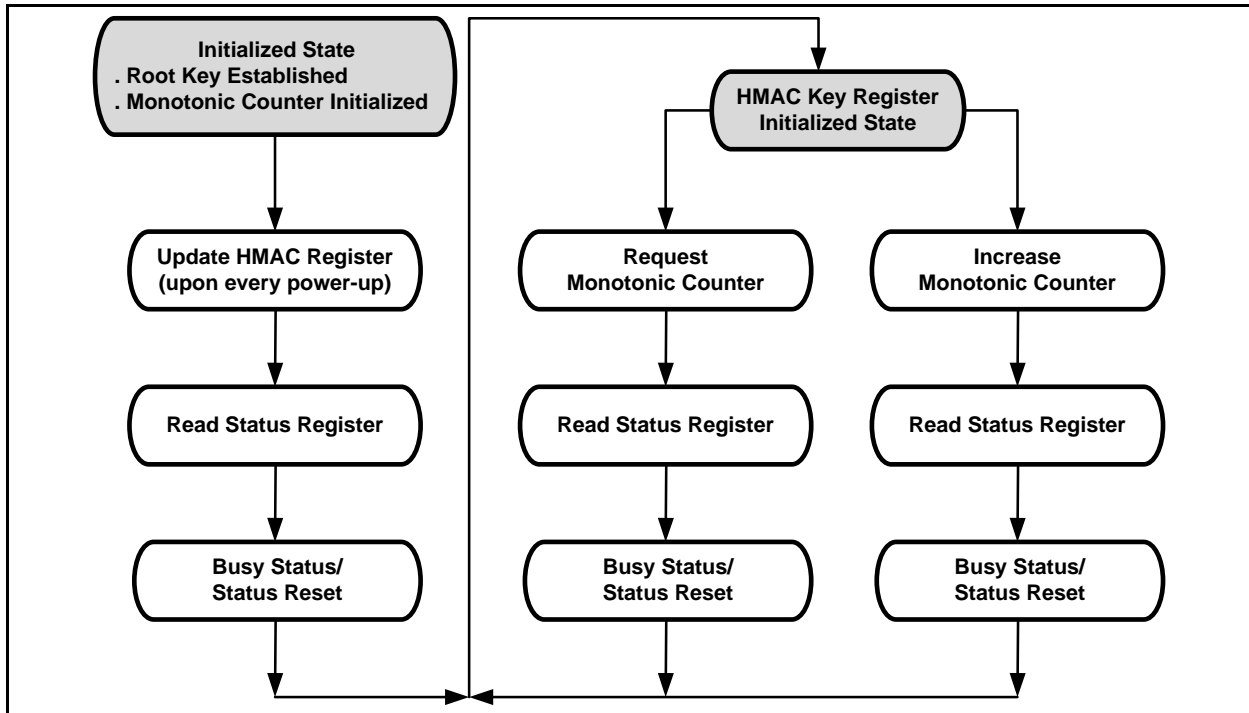 Initialized State
. Root Key Established
. Monotonic Counter Initialized
Update HMAC Register
(upon every power-up)
Read Status Register
Busy Status/
Status Reset
HMAC Key Register
Initialized State
Request
Monotonic Counter
Read Status Register
Busy Status/
Status Reset
Increase
Monotonic Counter
Read Status Register
Busy Status/
Status Reset